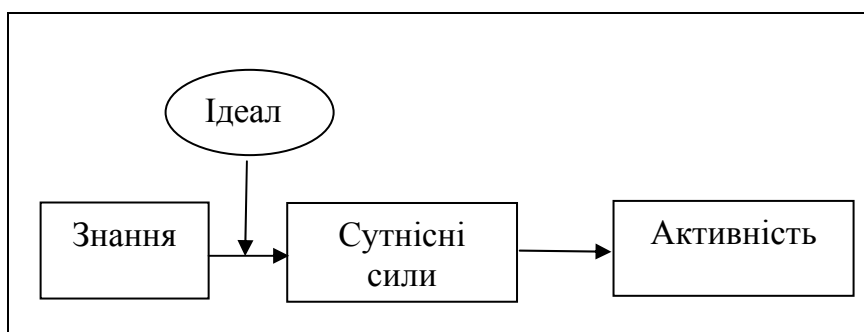 Ідеал
Знання
Сутнісні
сили
Активність